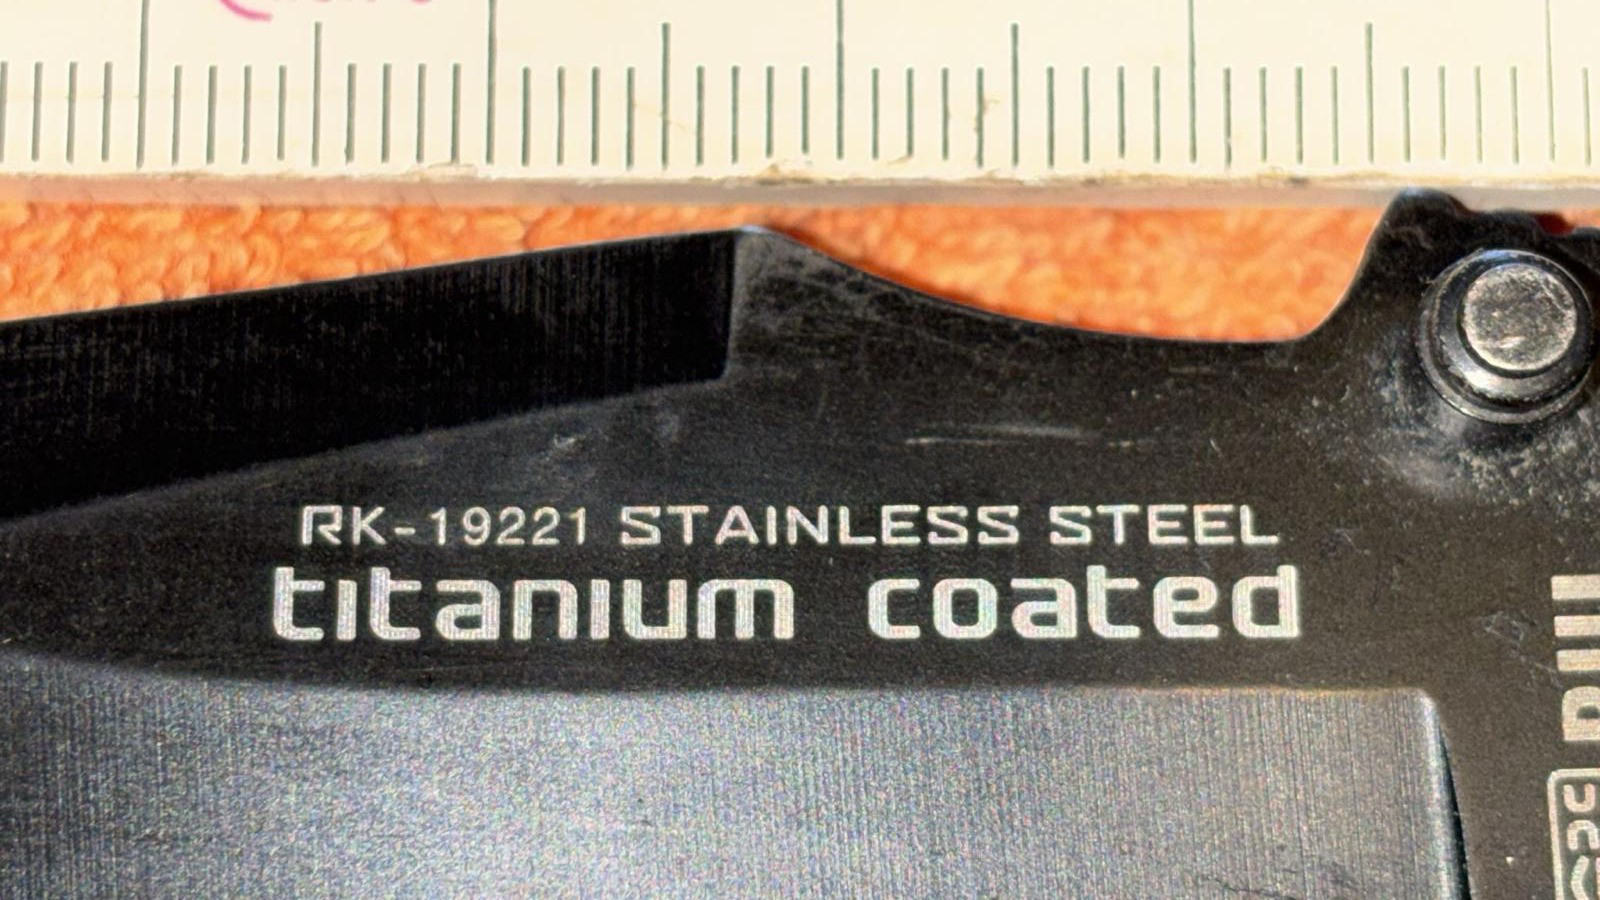 RK-19221 STAINLESS STEEL
titanium coated